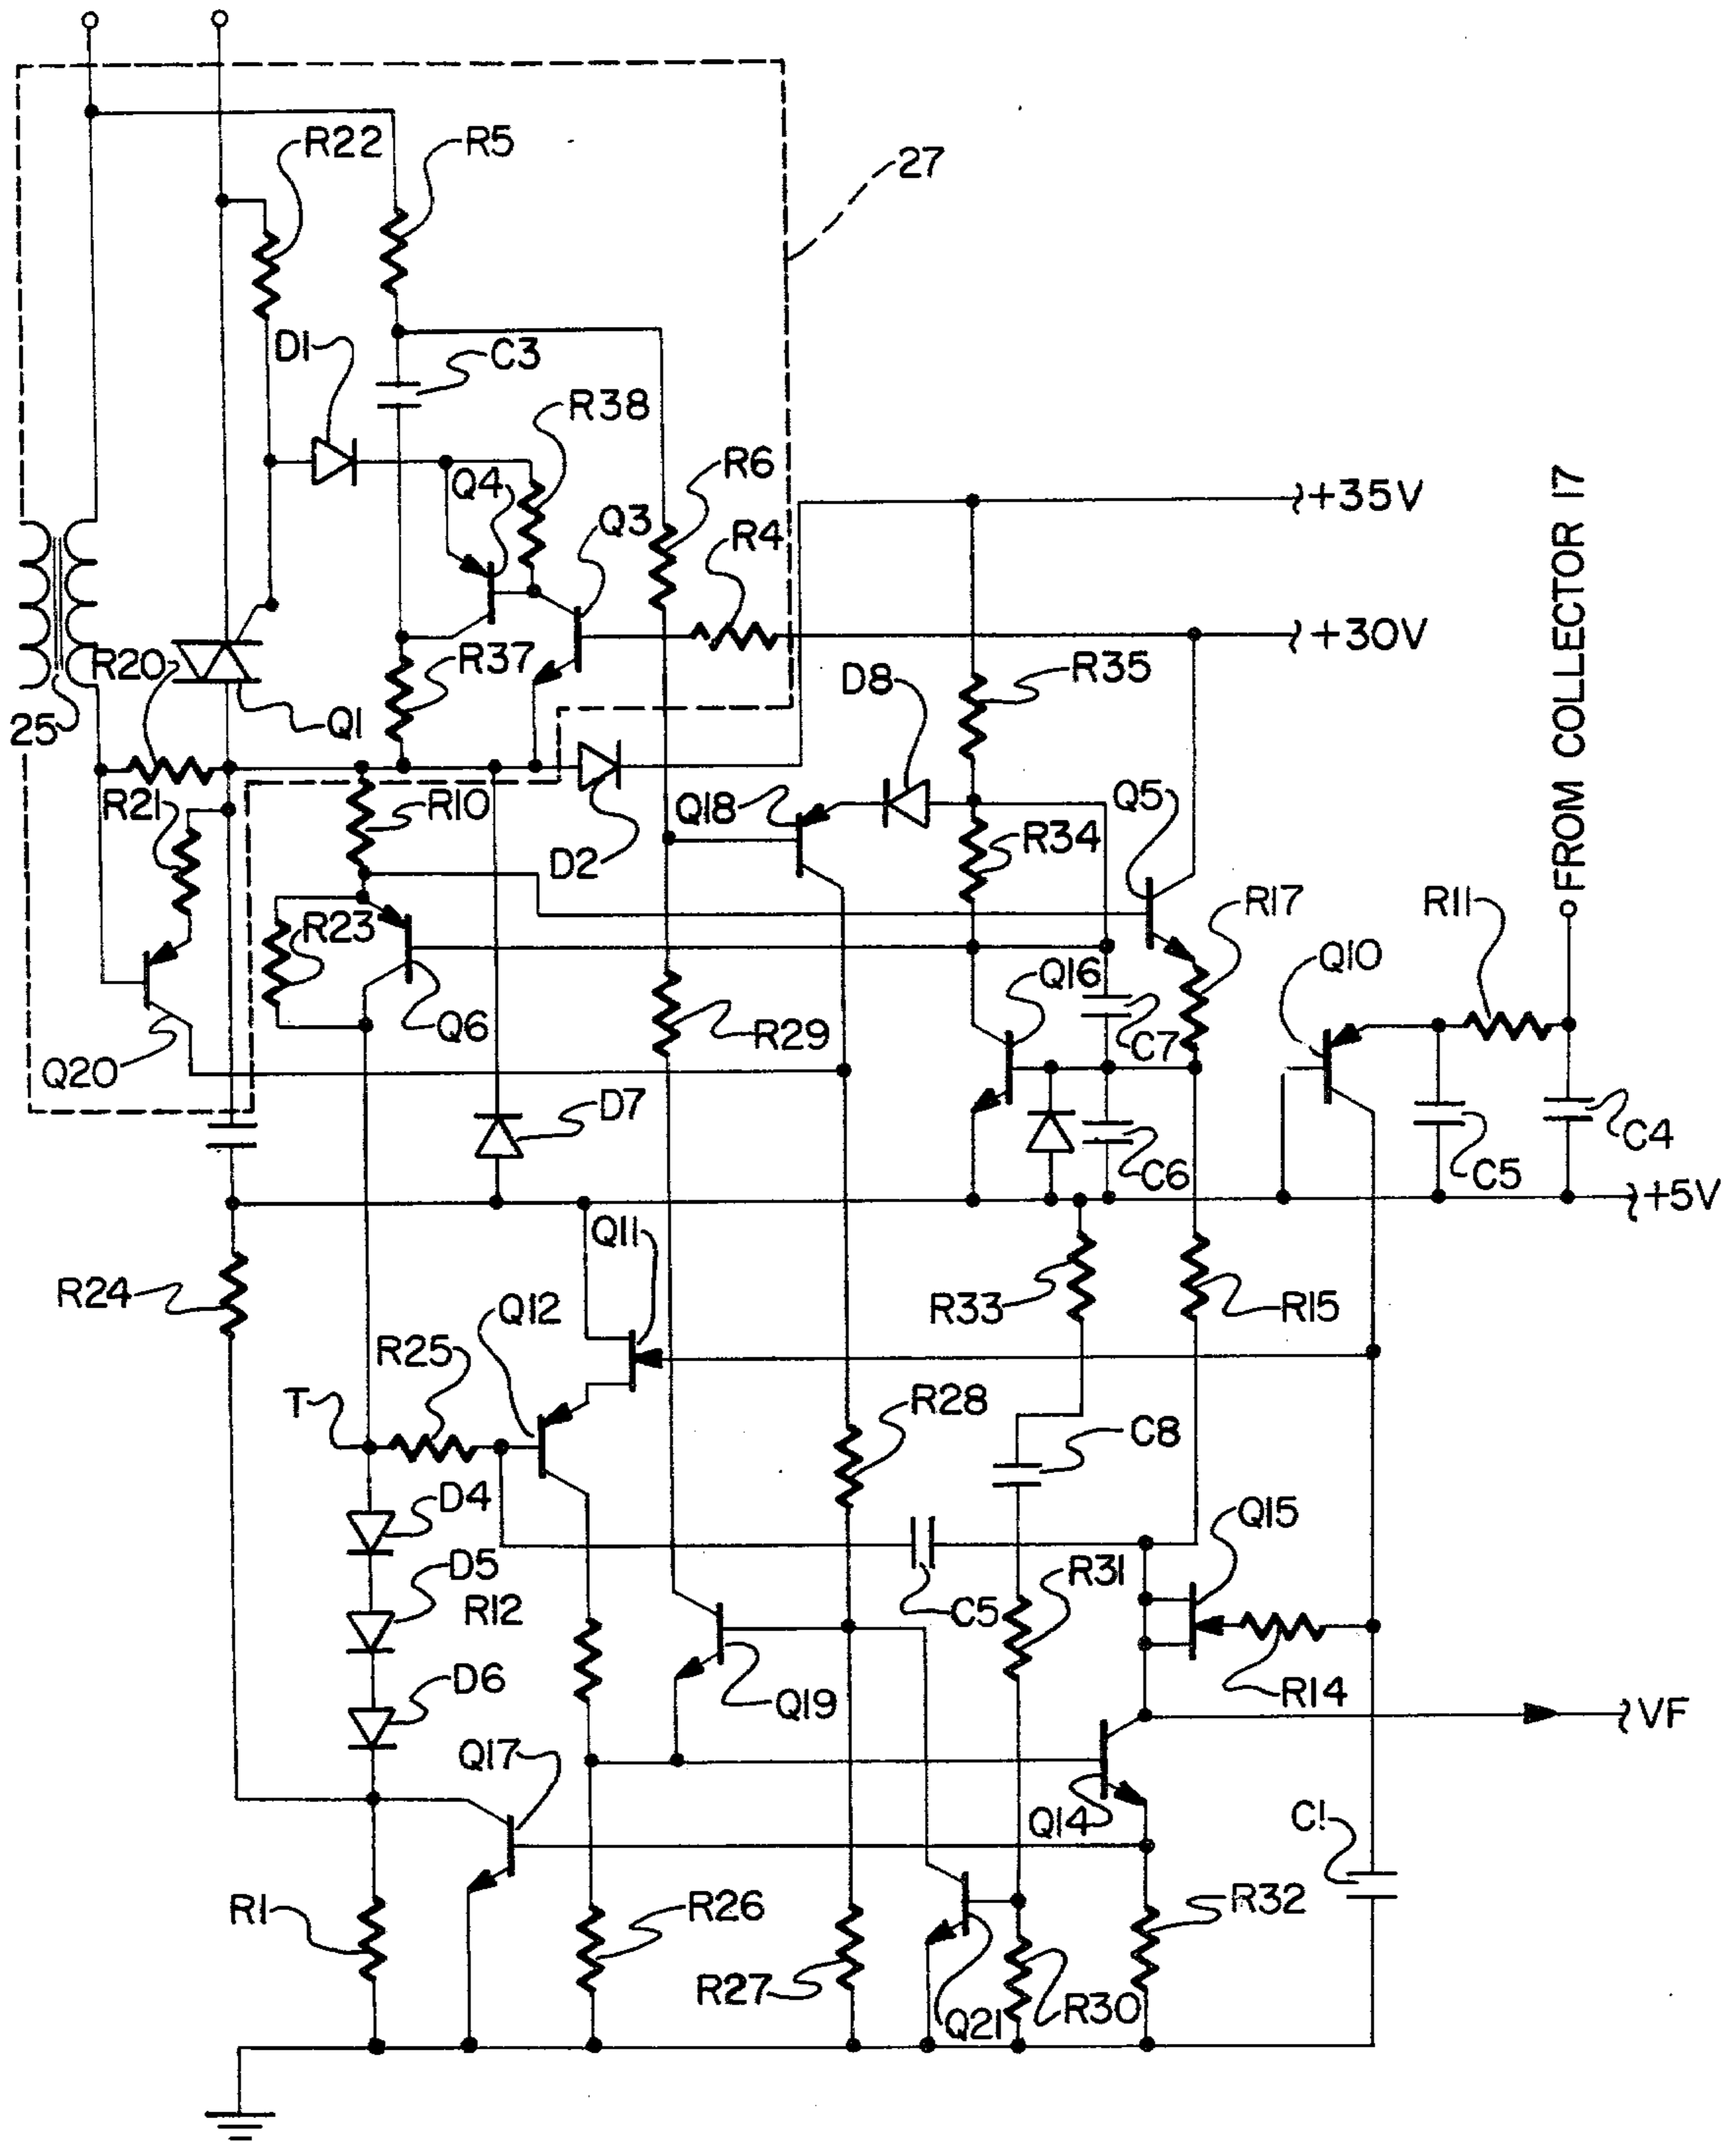 R22
R5
27
D1
C3
R38
R6
Q4
Q3
R4
+35V
FROM COLLECTOR 17
+30V
R20
R37
R35
D8
25
Q1
R21
R10
D2
Q18
R34
Q5
R17
R11
R23
Q10
Q6
Q16
R29
C7
Q20
D7
C6
C5
C4
+5V
Q11
R24
Q12
R33
R15
R25
T
R28
C8
D4
Q15
D5
R12
C5
R31
D6
Q19
R14
VF
Q17
Q14
C1
R1
R26
R32
R27
Q21
R30